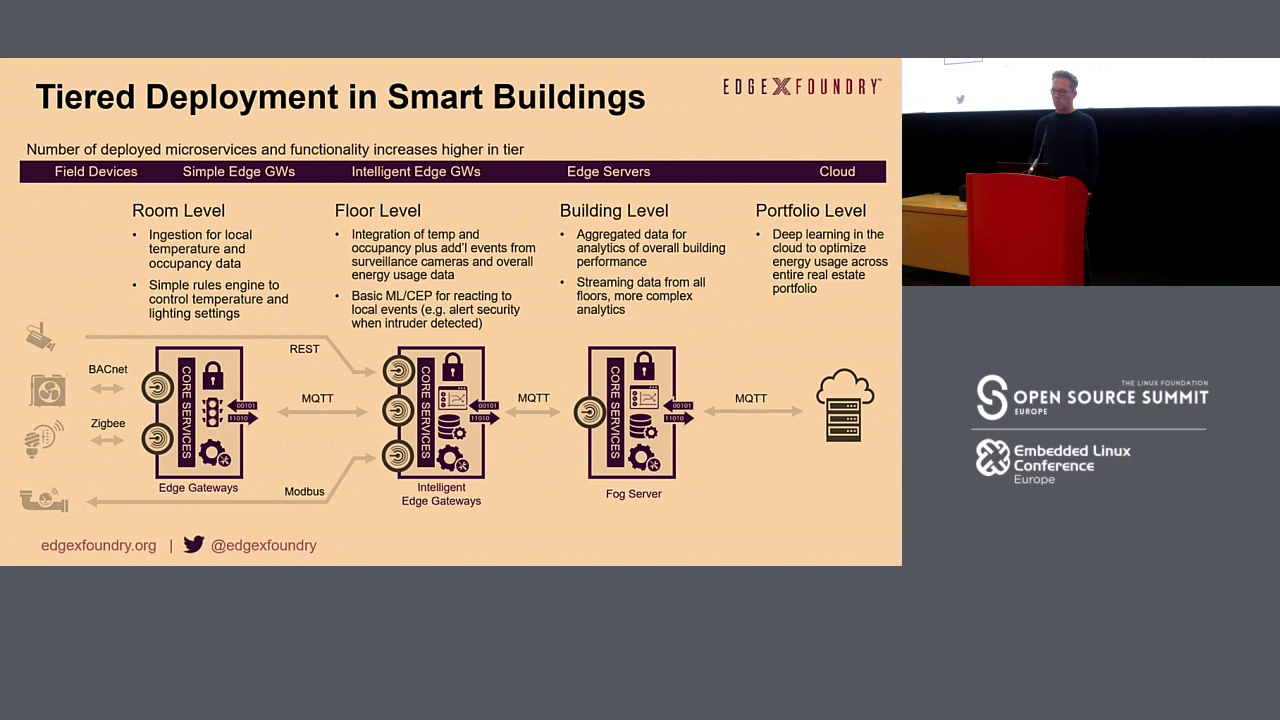 Tiered Deployment in Smart Buildings
EDGE X FOUNDRY™
Number of deployed microservices and functionality increases higher in tier
Field Devices
Simple Edge GWs
Intelligent Edge GWs
Edge Servers
Cloud
Room Level
• Ingestion for local
temperature and
occupancy data
• Simple rules engine to
control temperature and
lighting settings
Floor Level
• Integration of temp and
occupancy plus add'l events from
surveillance cameras and overall
energy usage data
• Basic ML/CEP for reacting to
local events (e.g. alert security
when intruder detected)
Building Level
• Aggregated data for
analytics of overall building
performance
• Streaming data from all
floors, more complex
analytics
Portfolio Level
• Deep learning in the
cloud to optimize
energy usage across
entire real estate
portfolio
REST
BACnet
Zigbee
Modbus
CORE SERVICES
00101
11010
Edge Gateways
MQTT
CORE SERVICES
00101
11010
Intelligent
Edge Gateways
MQTT
CORE SERVICES
00101
11010
Fog Server
MQTT
edgexfoundry.org | @edgexfoundry
THE LINUX FOUNDATION
OPEN SOURCE SUMMIT
EUROPE
Embedded Linux
Conference
Europe